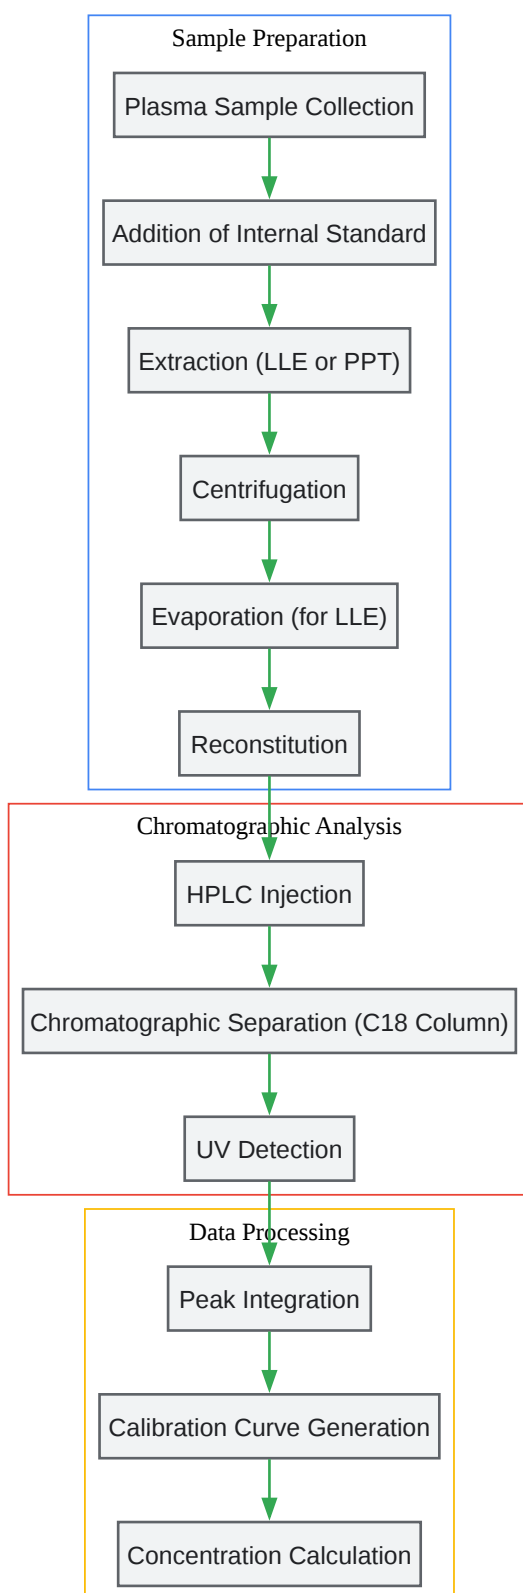 Sample Preparation
Plasma Sample Collection
Addition of Internal Standard
Extraction (LLE or PPT)
Centrifugation
Evaporation (for LLE)
Reconstitution
Chromatographic Analysis
HPLC Injection
Chromatographic Separation (C18 Column)
UV Detection
Data Processing
Peak Integration
Calibration Curve Generation
Concentration Calculation